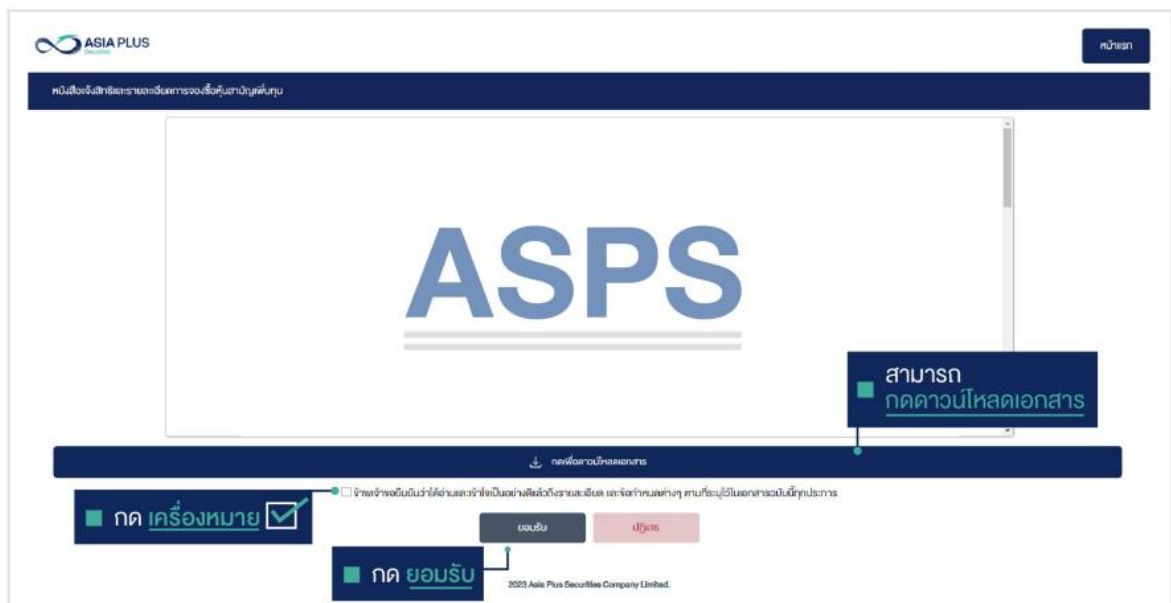 ASIA PLUS
Securities
หน้าแรก
หนังสือแจ้งสิทธิและรายละเอียดการจองซื้อหุ้นสามัญเพิ่มทุน
ASPS
สามารถ
กดดาวน์โหลดเอกสาร
กดเพื่อดาวน์โหลดเอกสาร
ข้าพเจ้าขอยืนยันว่าได้อ่านและเข้าใจเป็นอย่างดีแล้วถึงรายละเอียด และข้อกำหนดต่างๆ ตามที่ระบุไว้ในเอกสารฉบับนี้ทุกประการ
กด เครื่องหมาย
ยอมรับ
ปฏิเสธ
กด ยอมรับ
2023 Asia Plus Securities Company Limited.